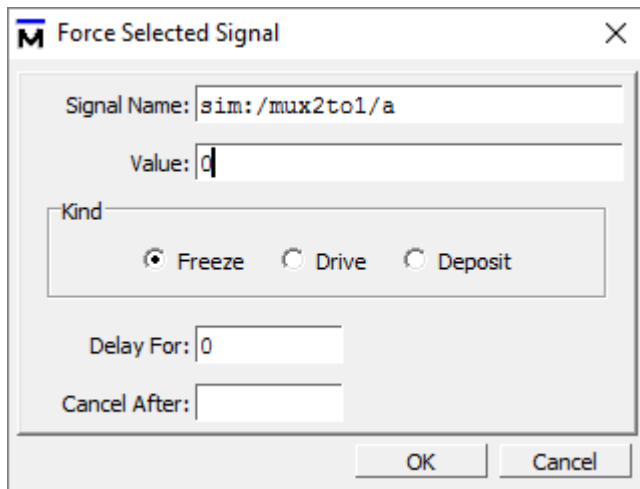 Force Selected Signal
Signal Name: sim:/mux2to1/a
Value: 0
Kind
Freeze Drive Deposit
Delay For: 0
Cancel After:
OK Cancel